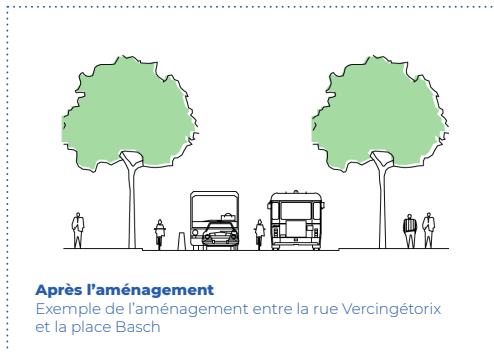 Après l’aménagement
Exemple de l’aménagement entre la rue Vercingétorix
et la place Basch